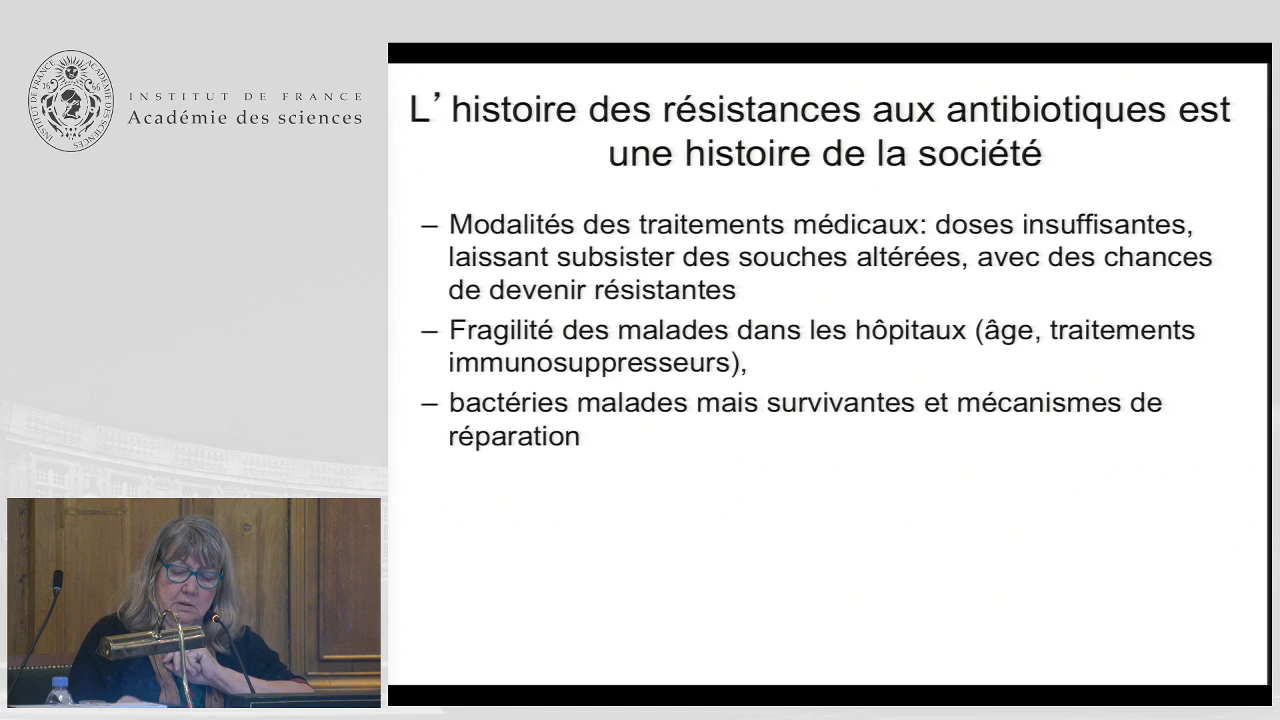 INSTITUT DE FRANCE
Académie des sciences
L’histoire des résistances aux antibiotiques est
une histoire de la société
– Modalités des traitements médicaux: doses insuffisantes,
laissant subsister des souches altérées, avec des chances
de devenir résistantes
– Fragilité des malades dans les hôpitaux (âge, traitements
immunosuppresseurs),
– bactéries malades mais survivantes et mécanismes de
réparation